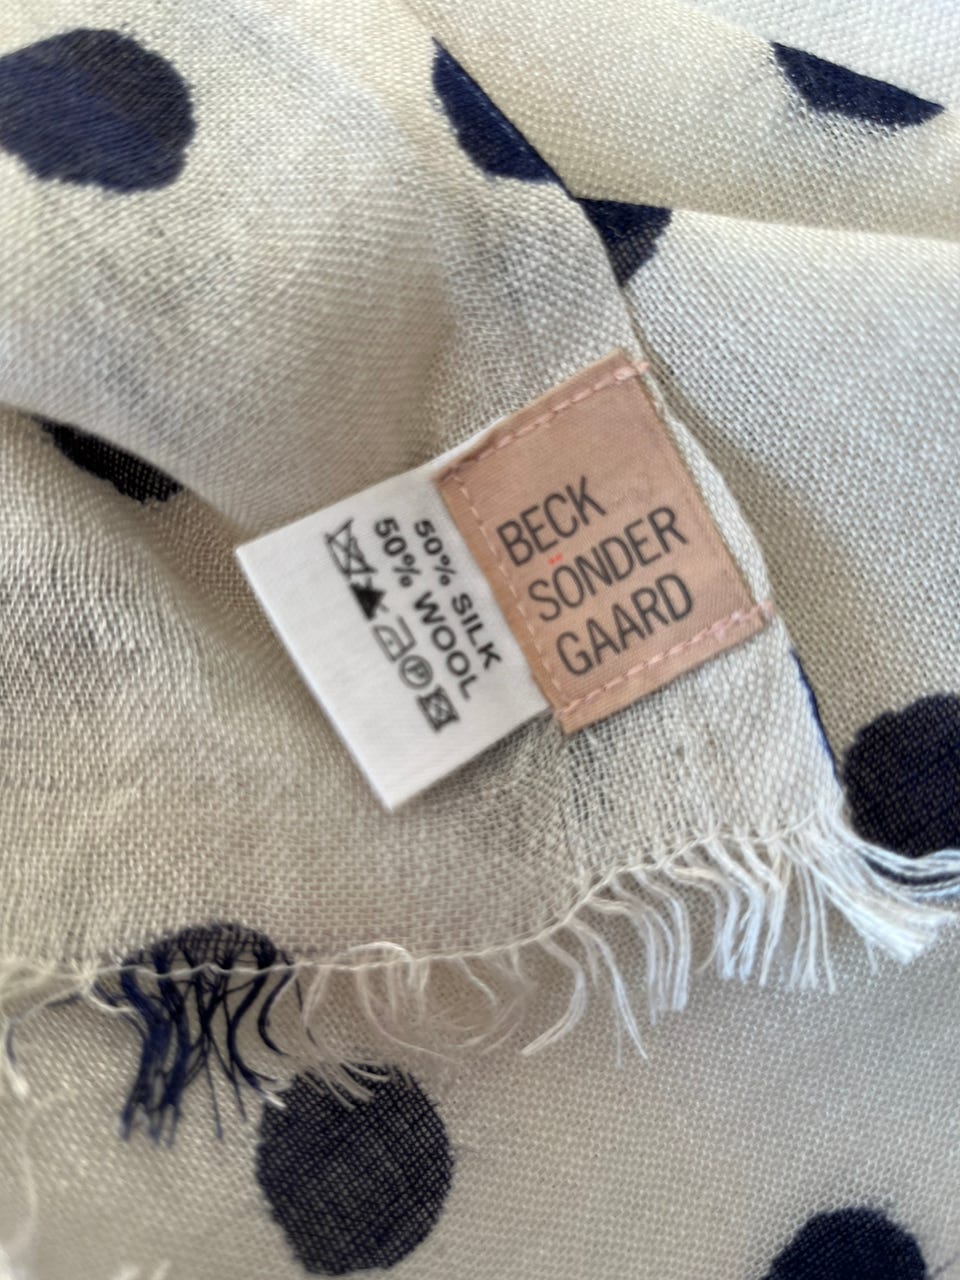 BECK
SÖNDER
GAARD
50% SILK
50% WOOL